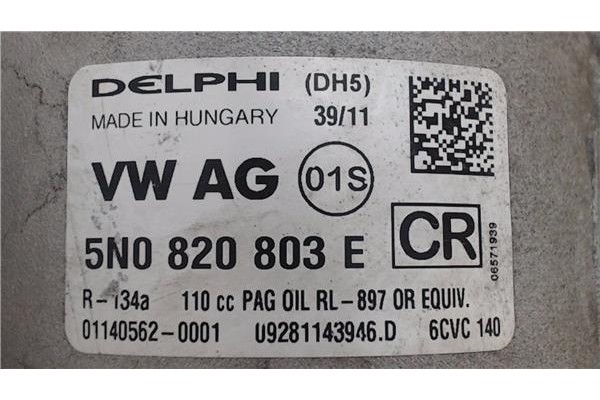 DELPHI (DH5)
MADE IN HUNGARY 39/11
VW AG 01S
5N0 820 803 E CR
06571939
R-134a 110 cc PAG OIL RL-897 OR EQUIV.
01140562-0001 09281143946.D 6CVC 140